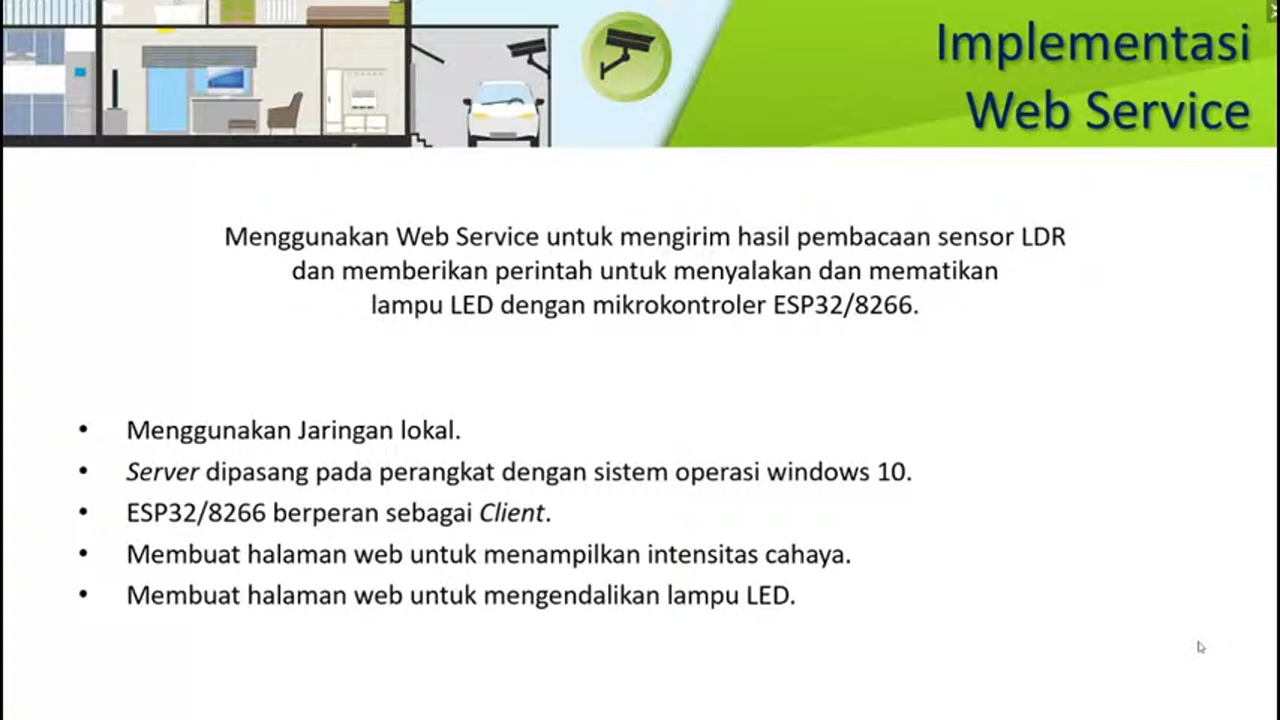 Implementasi
Web Service
Menggunakan Web Service untuk mengirim hasil pembacaan sensor LDR
dan memberikan perintah untuk menyalakan dan mematikan
lampu LED dengan mikrokontroler ESP32/8266.
• Menggunakan Jaringan lokal.
• Server dipasang pada perangkat dengan sistem operasi windows 10.
• ESP32/8266 berperan sebagai Client.
• Membuat halaman web untuk menampilkan intensitas cahaya.
• Membuat halaman web untuk mengendalikan lampu LED.